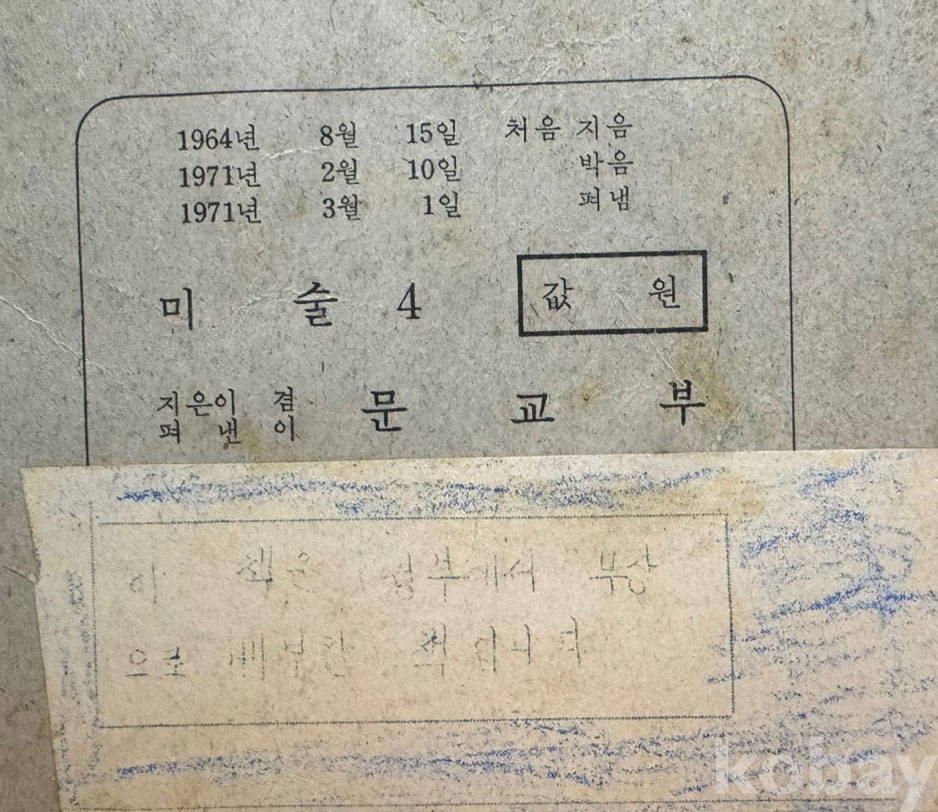 1964년 8월 15일 처음 지음
1971년 2월 10일 박음
1971년 3월 1일 펴냄
미 술 4 값 원
지은이 겸 문 교 부
펴 낸 이
이 책은 정부에서 무상
으로 배부한 책입니다
kobay